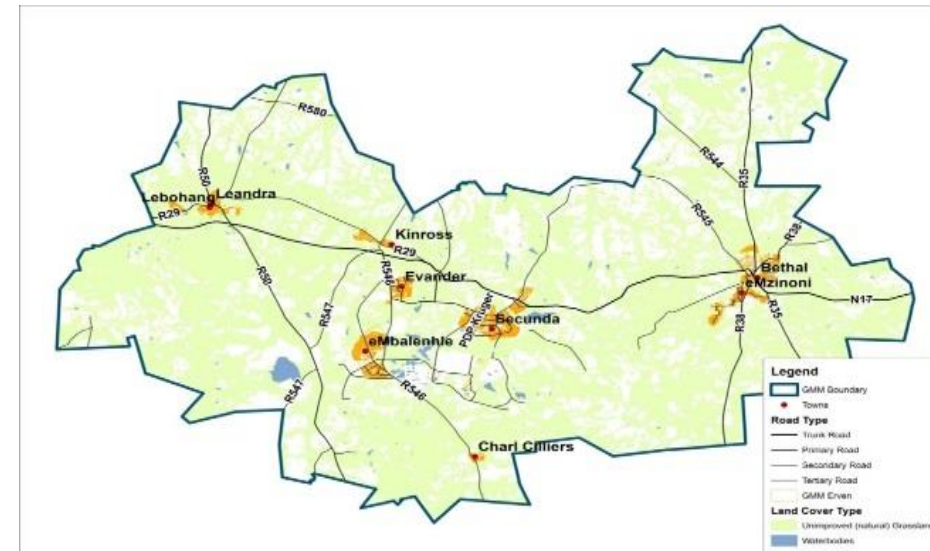 R580
R50
Lebohang
Leandra
R29
Kinross
R29
R50
R547
R546
Evander
PDP Kruger
Secunda
eMbalenhle
R547
R546
Charl Cilliers
R544
R35
R545
R38
Bethal
eMzinoni
N17
R38
R35
Legend
GMM Boundary
Towns
Road Type
Trunk Road
Primary Road
Secondary Road
Tertiary Road
GMM Erven
Land Cover Type
Unimproved (natural) Grassland
Waterbodies